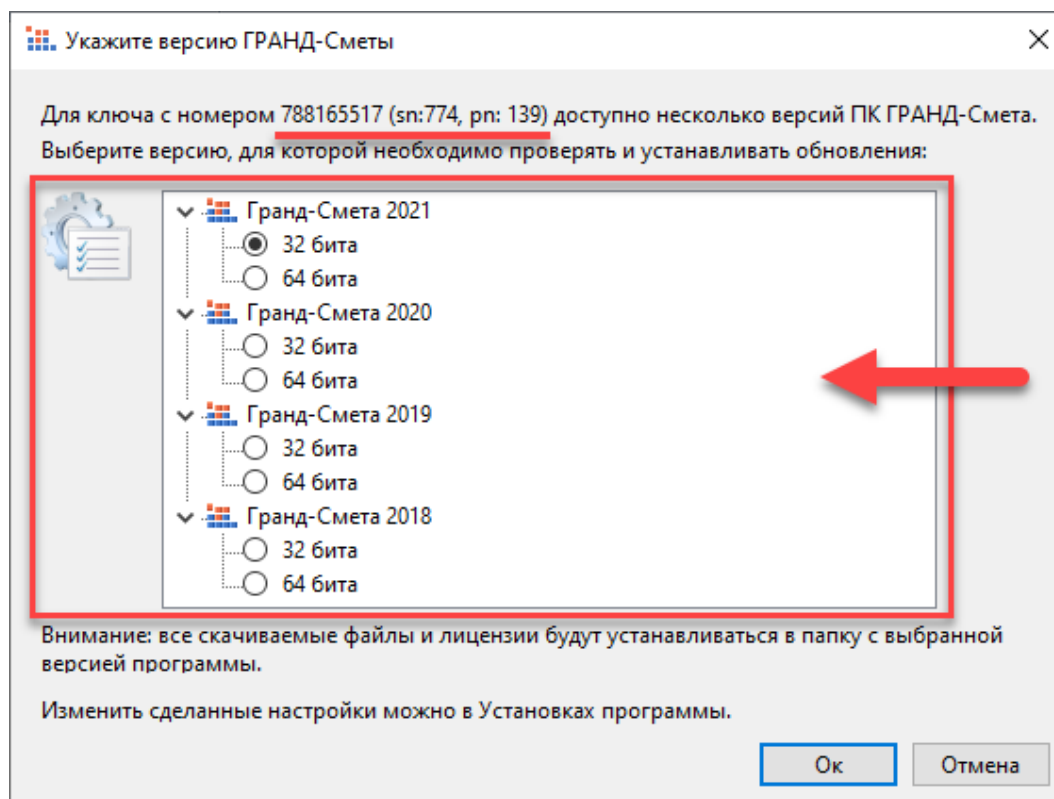 Укажите версию ГРАНД-Сметы
Для ключа с номером 788165517 (sn:774, pn: 139) доступно несколько версий ПК ГРАНД-Смета.
Выберите версию, для которой необходимо проверять и устанавливать обновления:
Гранд-Смета 2021
32 бита
64 бита
Гранд-Смета 2020
32 бита
64 бита
Гранд-Смета 2019
32 бита
64 бита
Гранд-Смета 2018
32 бита
64 бита
Внимание: все скачиваемые файлы и лицензии будут устанавливаться в папку с выбранной
версией программы.
Изменить сделанные настройки можно в Установках программы.
Ок
Отмена